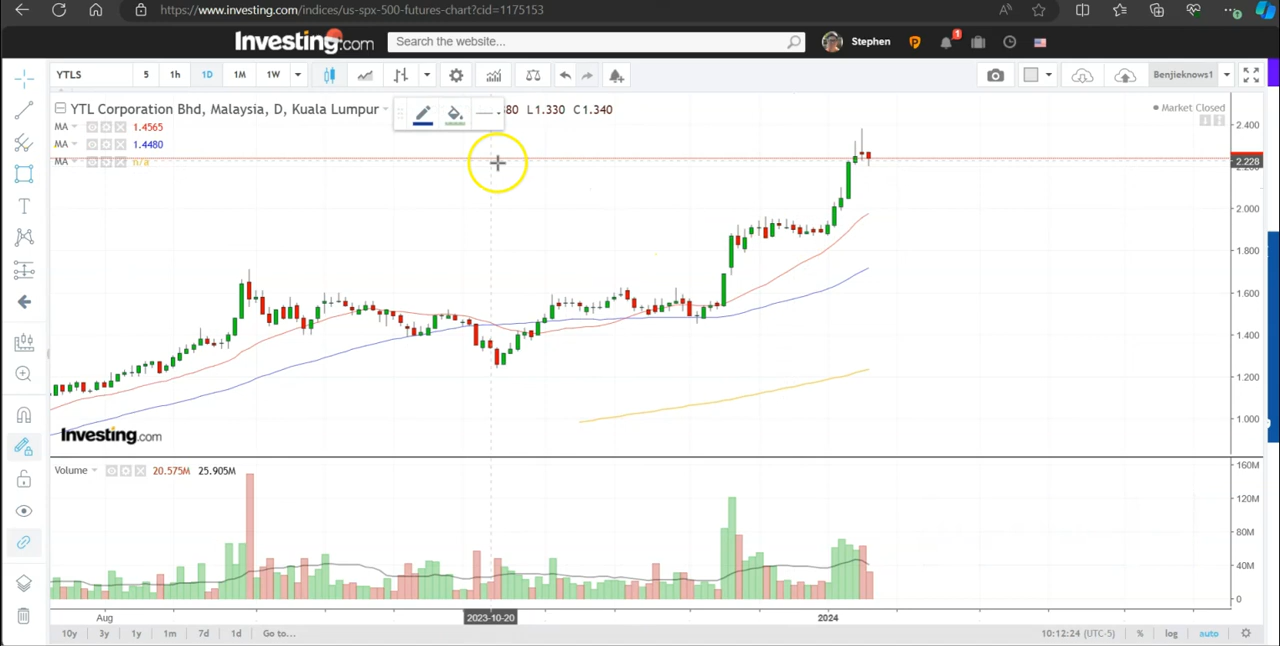 https://www.investing.com/indices/us-spx-500-futures-chart?cid=1175153
Investing.com Search the website... Stephen 1
YTLS 5 1h 1D 1M 1W Benjieknows1
YTL Corporation Bhd, Malaysia, D, Kuala Lumpur 380 L1.330 C1.340 Market Closed
MA 1.4565
MA 1.4480
MA n/a
2.400
2.228
2.000
1.800
1.600
1.400
1.200
1.000
Investing.com
Volume 20.575M 25.905M
160M
120M
80M
40M
0
Aug 2023-10-20 2024
10y 3y 1y 1m 7d 1d Go to... 10:12:24 (UTC-5) % log auto